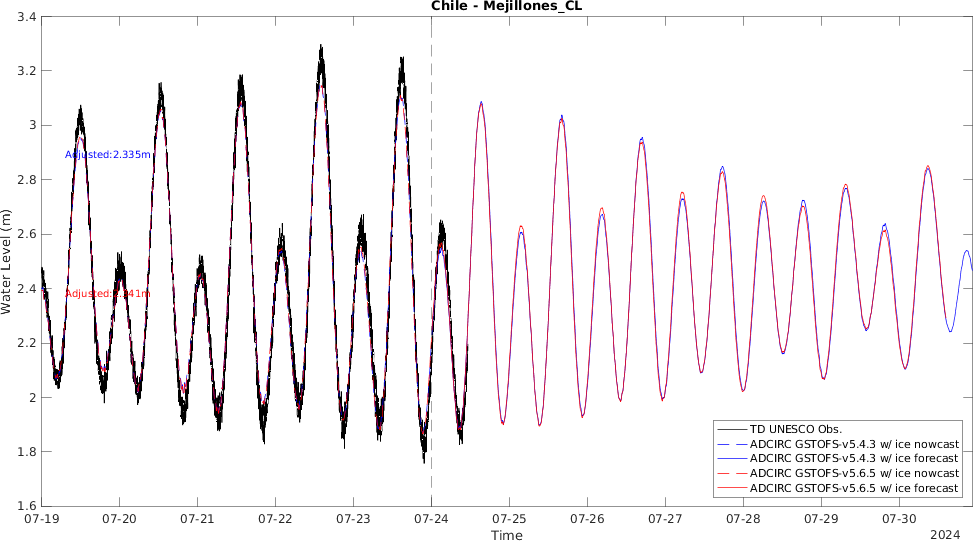 Chile - Mejillones_CL
3.4
3.2
3
2.8
2.6
2.4
2.2
2
1.8
1.6
Water Level (m)
Adjusted:2.335m
Adjusted:2.341m
TD UNESCO Obs.
ADCIRC GSTOFS-v5.4.3 w/ ice nowcast
ADCIRC GSTOFS-v5.4.3 w/ ice forecast
ADCIRC GSTOFS-v5.6.5 w/ ice nowcast
ADCIRC GSTOFS-v5.6.5 w/ ice forecast
07-19 07-20 07-21 07-22 07-23 07-24 07-25 07-26 07-27 07-28 07-29 07-30
Time
2024